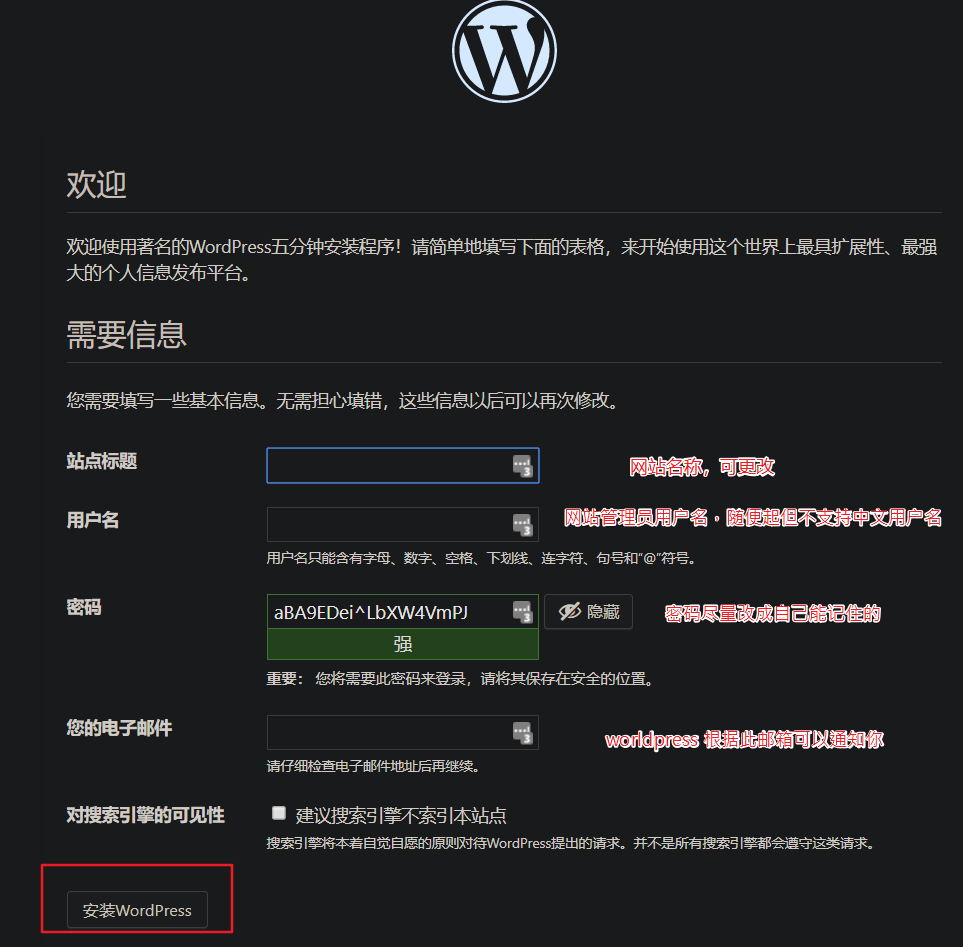 欢迎
欢迎使用著名的WordPress五分钟安装程序！请简单地填写下面的表格，来开始使用这个世界上最具扩展性、最强
大的个人信息发布平台。
需要信息
您需要填写一些基本信息。无需担心填错，这些信息以后可以再次修改。
站点标题
3
网站名称，可更改
用户名
3
网站管理员用户名，随便起但不支持中文用户名
用户名只能含有字母、数字、空格、下划线、连字符、句号和“@”符号。
密码
aBA9EDei^LbXW4VmPJ
3
隐藏
密码尽量改成自己能记住的
强
重要： 您将需要此密码来登录，请将其保存在安全的位置。
您的电子邮件
3
worldpress 根据此邮箱可以通知你
请仔细检查电子邮件地址后再继续。
对搜索引擎的可见性
建议搜索引擎不索引本站点
搜索引擎将本着自觉自愿的原则对待WordPress提出的请求。并不是所有搜索引擎都会遵守这类请求。
安装WordPress